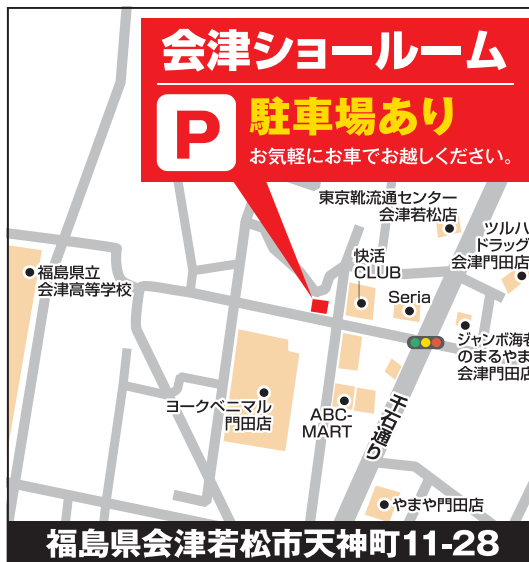 会津ショールーム
P
駐車場あり
お気軽にお車でお越しください。
東京靴流通センター
会津若松店
ツルハ
ドラッグ
会津門田店
福島県立
会津高等学校
快活
CLUB
Seria
ジャンボ海老
のまるやま
会津門田店
ヨークベニマル
門田店
ABC-
MART
千石通り
やまや門田店
福島県会津若松市天神町11-28